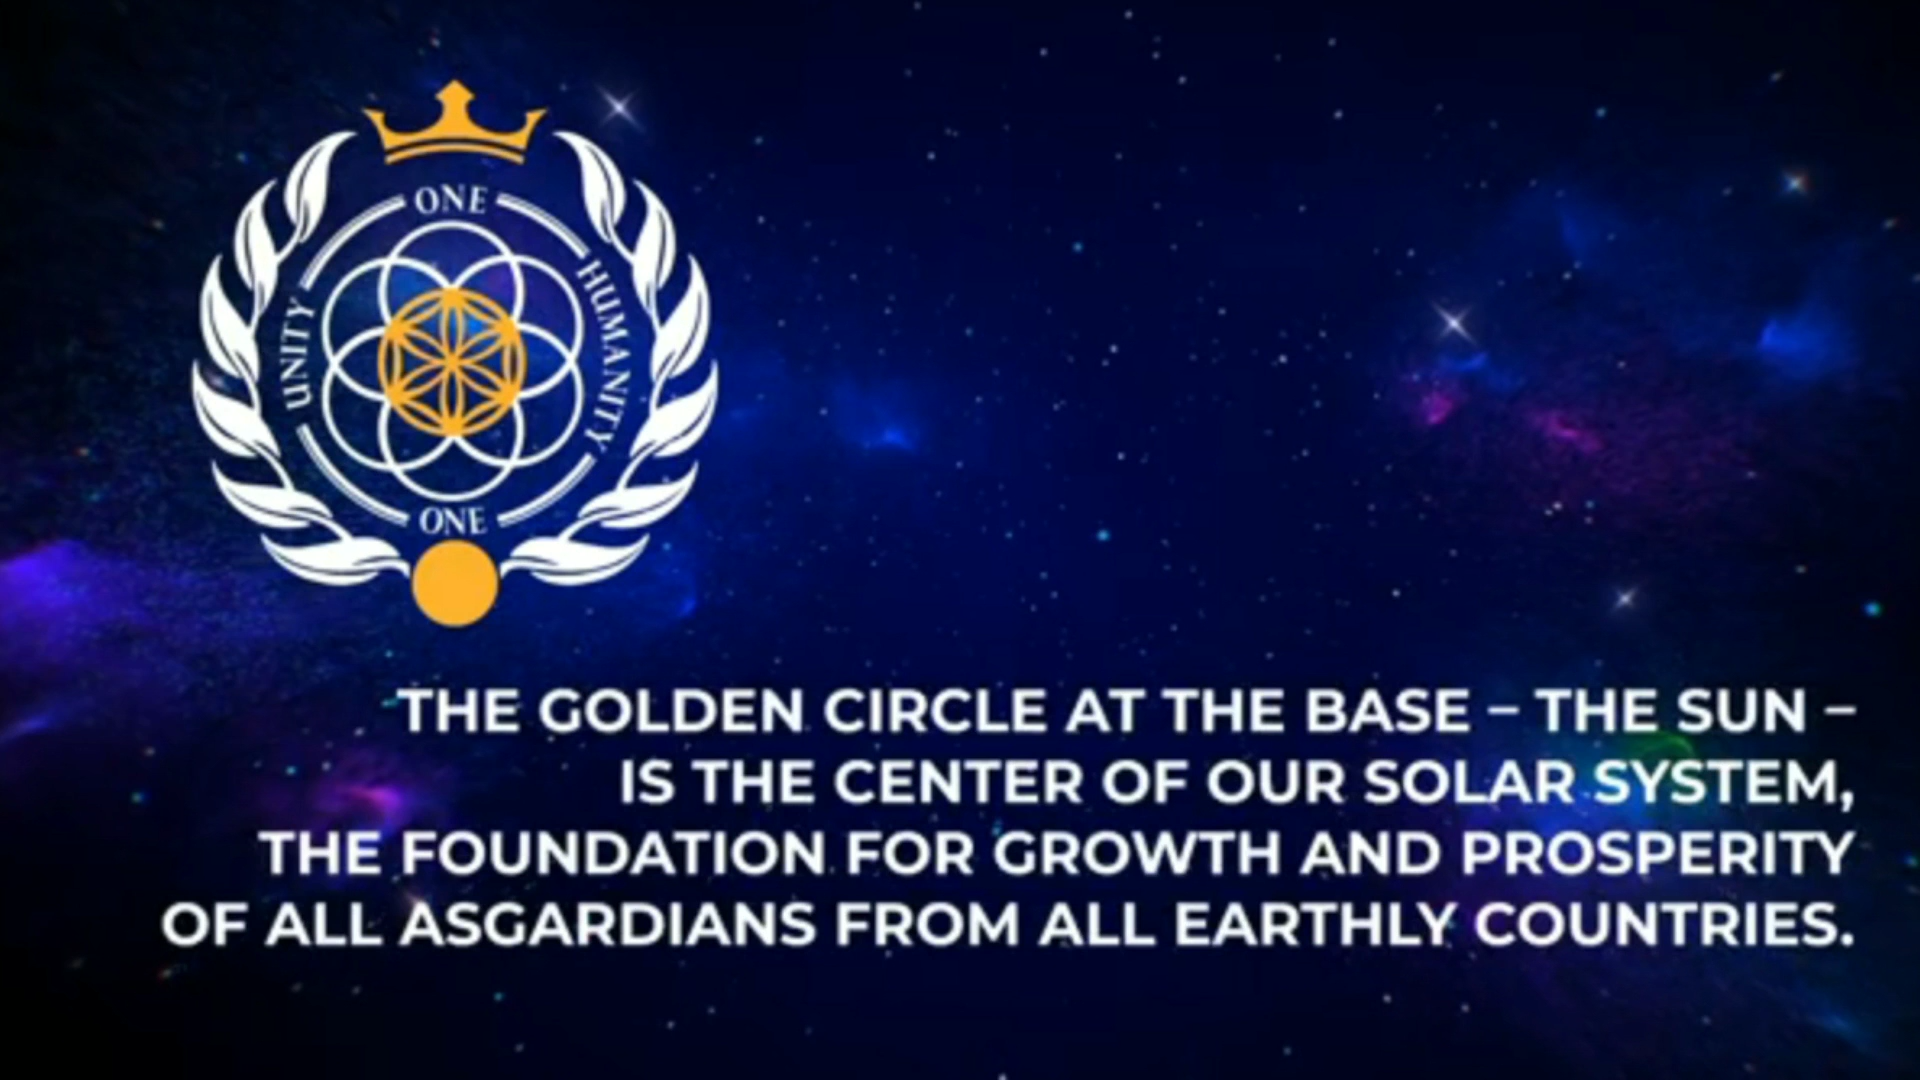 ONE
HUMANITY
ONE
UNITY
THE GOLDEN CIRCLE AT THE BASE – THE SUN –
IS THE CENTER OF OUR SOLAR SYSTEM,
THE FOUNDATION FOR GROWTH AND PROSPERITY
OF ALL ASGARDIANS FROM ALL EARTHLY COUNTRIES.